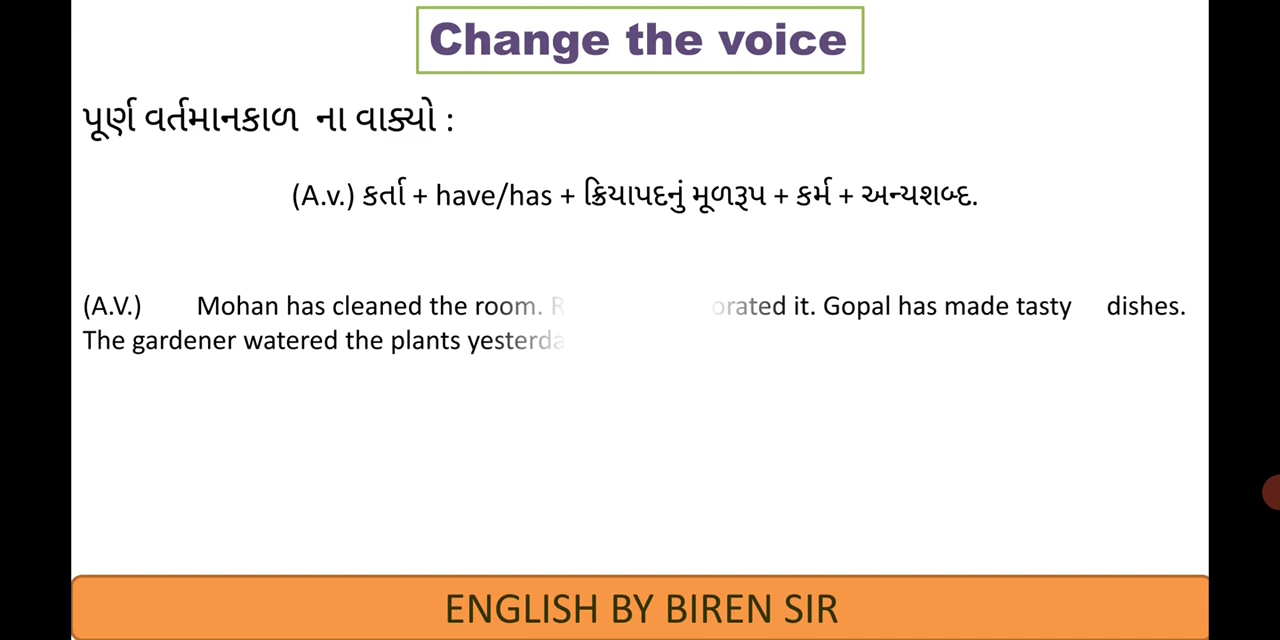 Change the voice
પૂર્ણ વર્તમાનકાળ ના વાક્યો :
(A.v.) કર્તા + have/has + ક્રિયાપદનું મૂળરૂપ + કર્મ + અન્યશબ્દ.
(A.V.) Mohan has cleaned the room. it. Gopal has made tasty dishes.
The gardener watered the plants
ENGLISH BY BIREN SIR